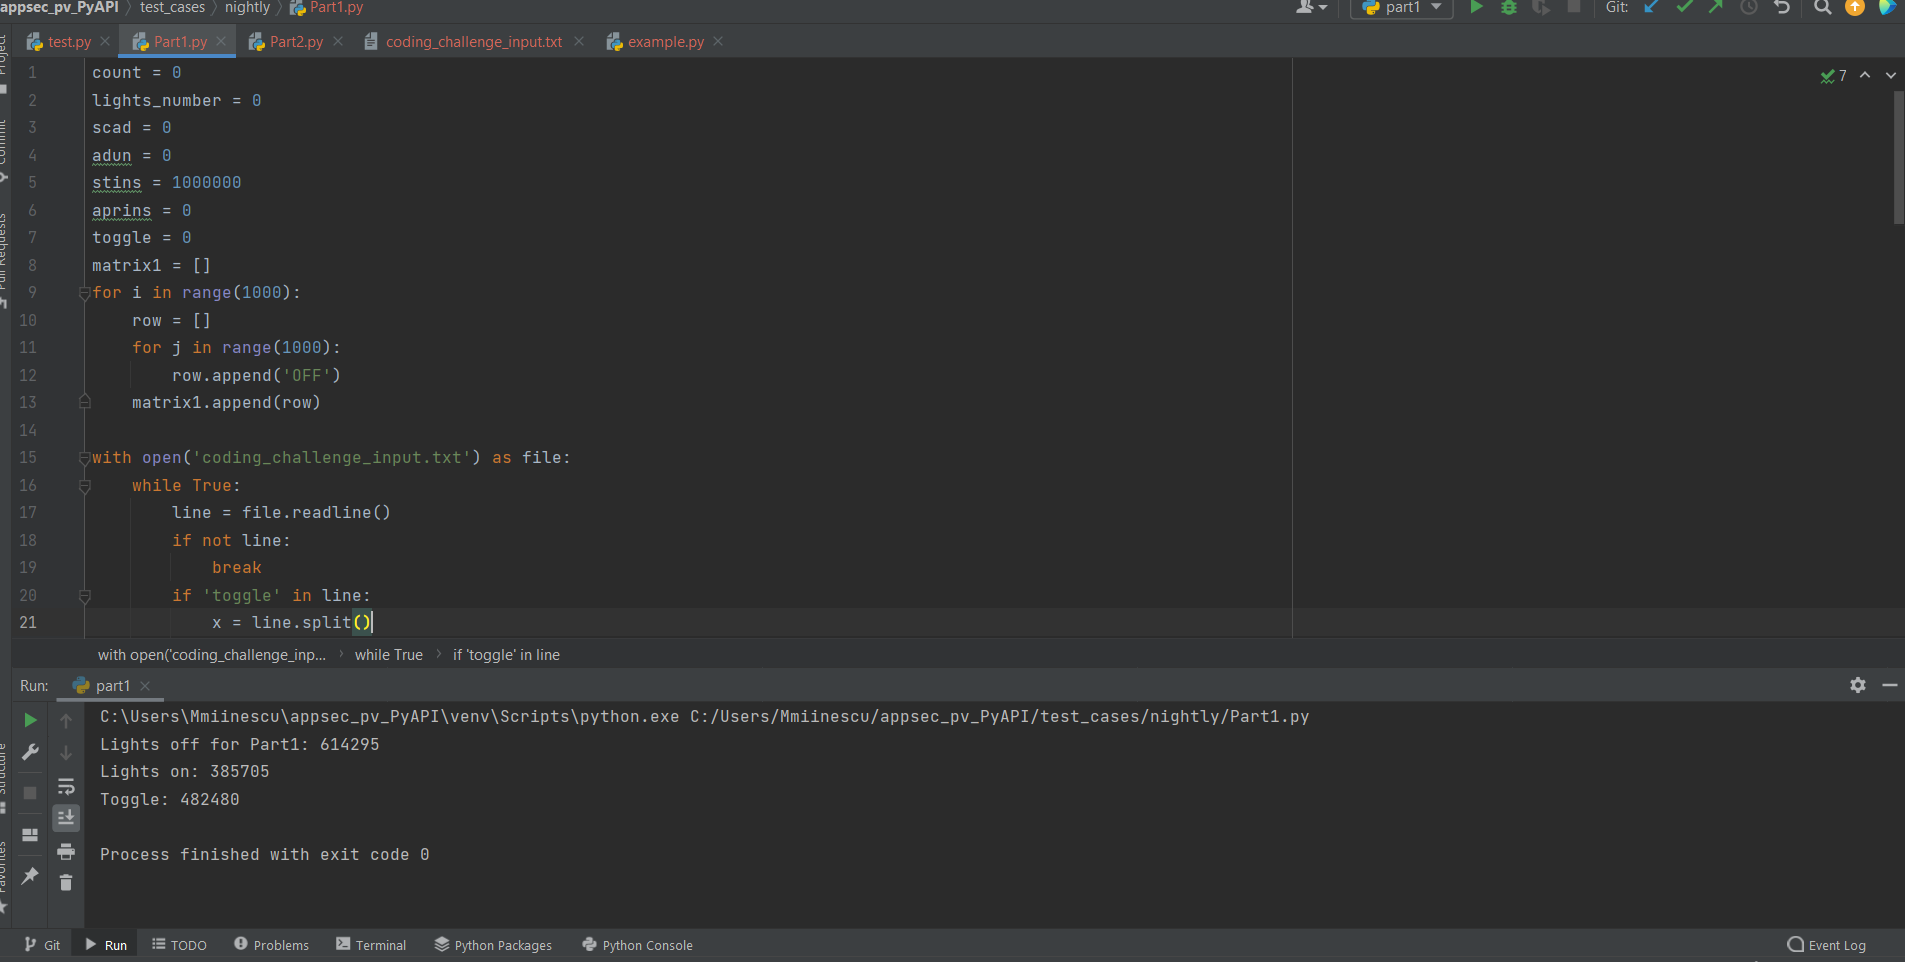 appsec_pv_PyAPI test_cases nightly Part1.py
part1
Git:
test.py Part1.py Part2.py coding_challenge_input.txt example.py
7
1 count = 0
2 lights_number = 0
3 scad = 0
4 adun = 0
5 stins = 1000000
6 aprins = 0
7 toggle = 0
8 matrix1 = []
9 for i in range(1000):
10     row = []
11     for j in range(1000):
12         row.append('OFF')
13     matrix1.append(row)
14
15 with open('coding_challenge_input.txt') as file:
16     while True:
17         line = file.readline()
18         if not line:
19             break
20         if 'toggle' in line:
21             x = line.split()
with open('coding_challenge_inp... while True if 'toggle' in line
Project
Commit
Pull Requests
Run: part1
C:\Users\Mmiinescu\appsec_pv_PyAPI\venv\Scripts\python.exe C:/Users/Mmiinescu/appsec_pv_PyAPI/test_cases/nightly/Part1.py
Lights off for Part1: 614295
Lights on: 385705
Toggle: 482480
Process finished with exit code 0
Structure
Favorites
Git Run TODO Problems Terminal Python Packages Python Console Event Log